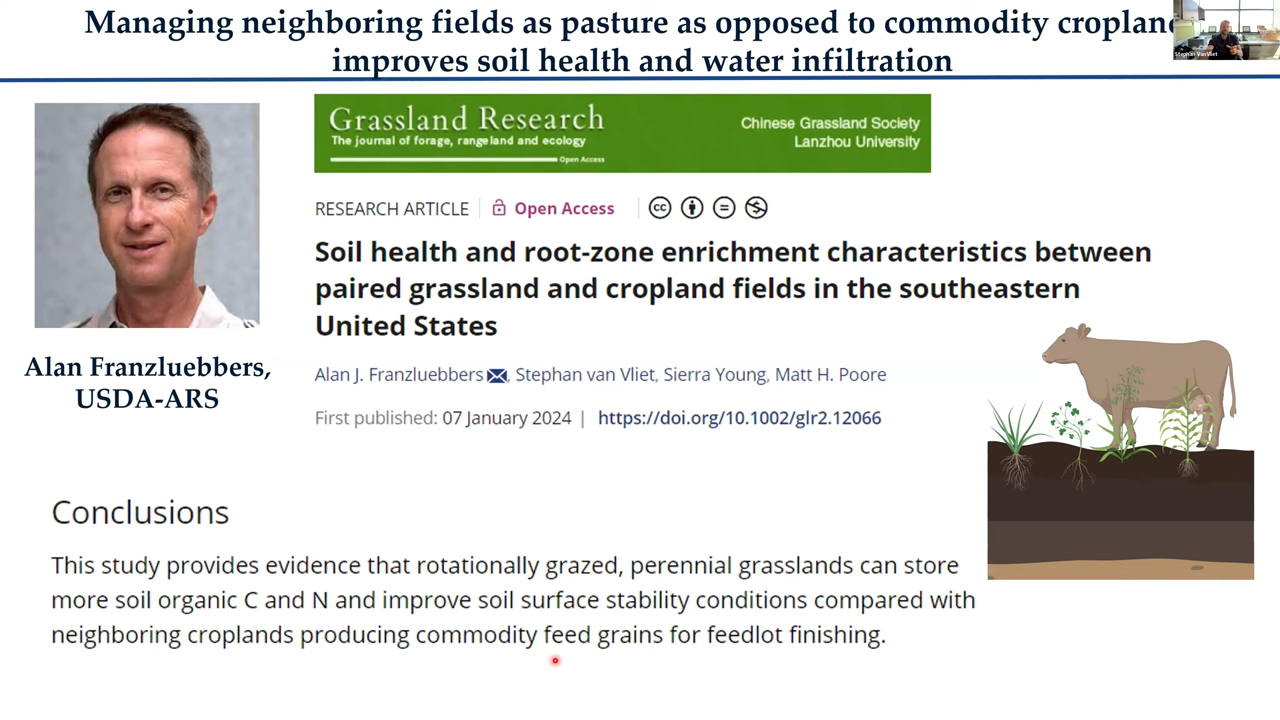 Managing neighboring fields as pasture as opposed to commodity cropland
improves soil health and water infiltration
Stephan Van Vliet
Grassland Research
The journal of forage, rangeland and ecology
Open Access
Chinese Grassland Society
Lanzhou University
RESEARCH ARTICLE Open Access
Soil health and root-zone enrichment characteristics between
paired grassland and cropland fields in the southeastern
United States
Alan J. Franzluebbers, Stephan van Vliet, Sierra Young, Matt H. Poore
First published: 07 January 2024 | https://doi.org/10.1002/glr2.12066
Alan Franzluebbers,
USDA-ARS
Conclusions
This study provides evidence that rotationally grazed, perennial grasslands can store
more soil organic C and N and improve soil surface stability conditions compared with
neighboring croplands producing commodity feed grains for feedlot finishing.